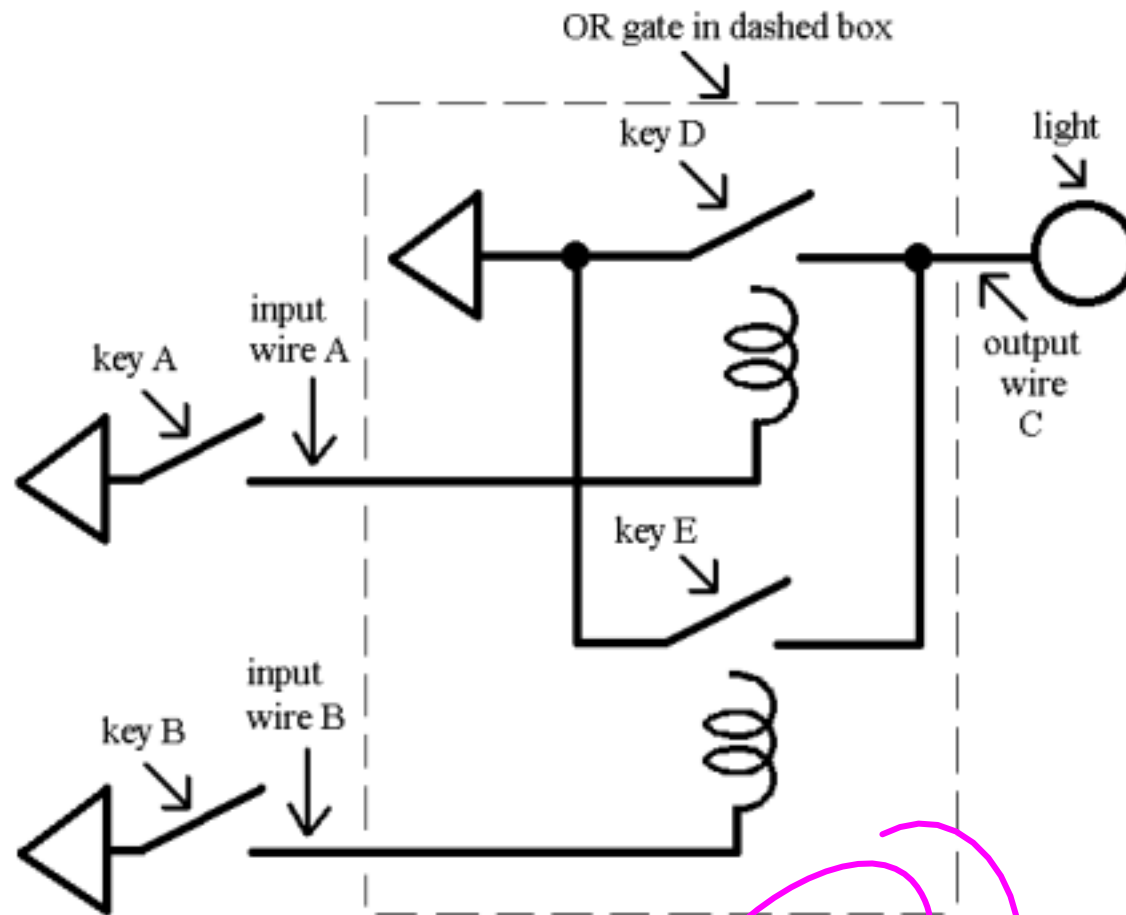 OR gate in dashed box
key D
light
input
wire A
key A
output
wire
C
key E
input
wire B
key B